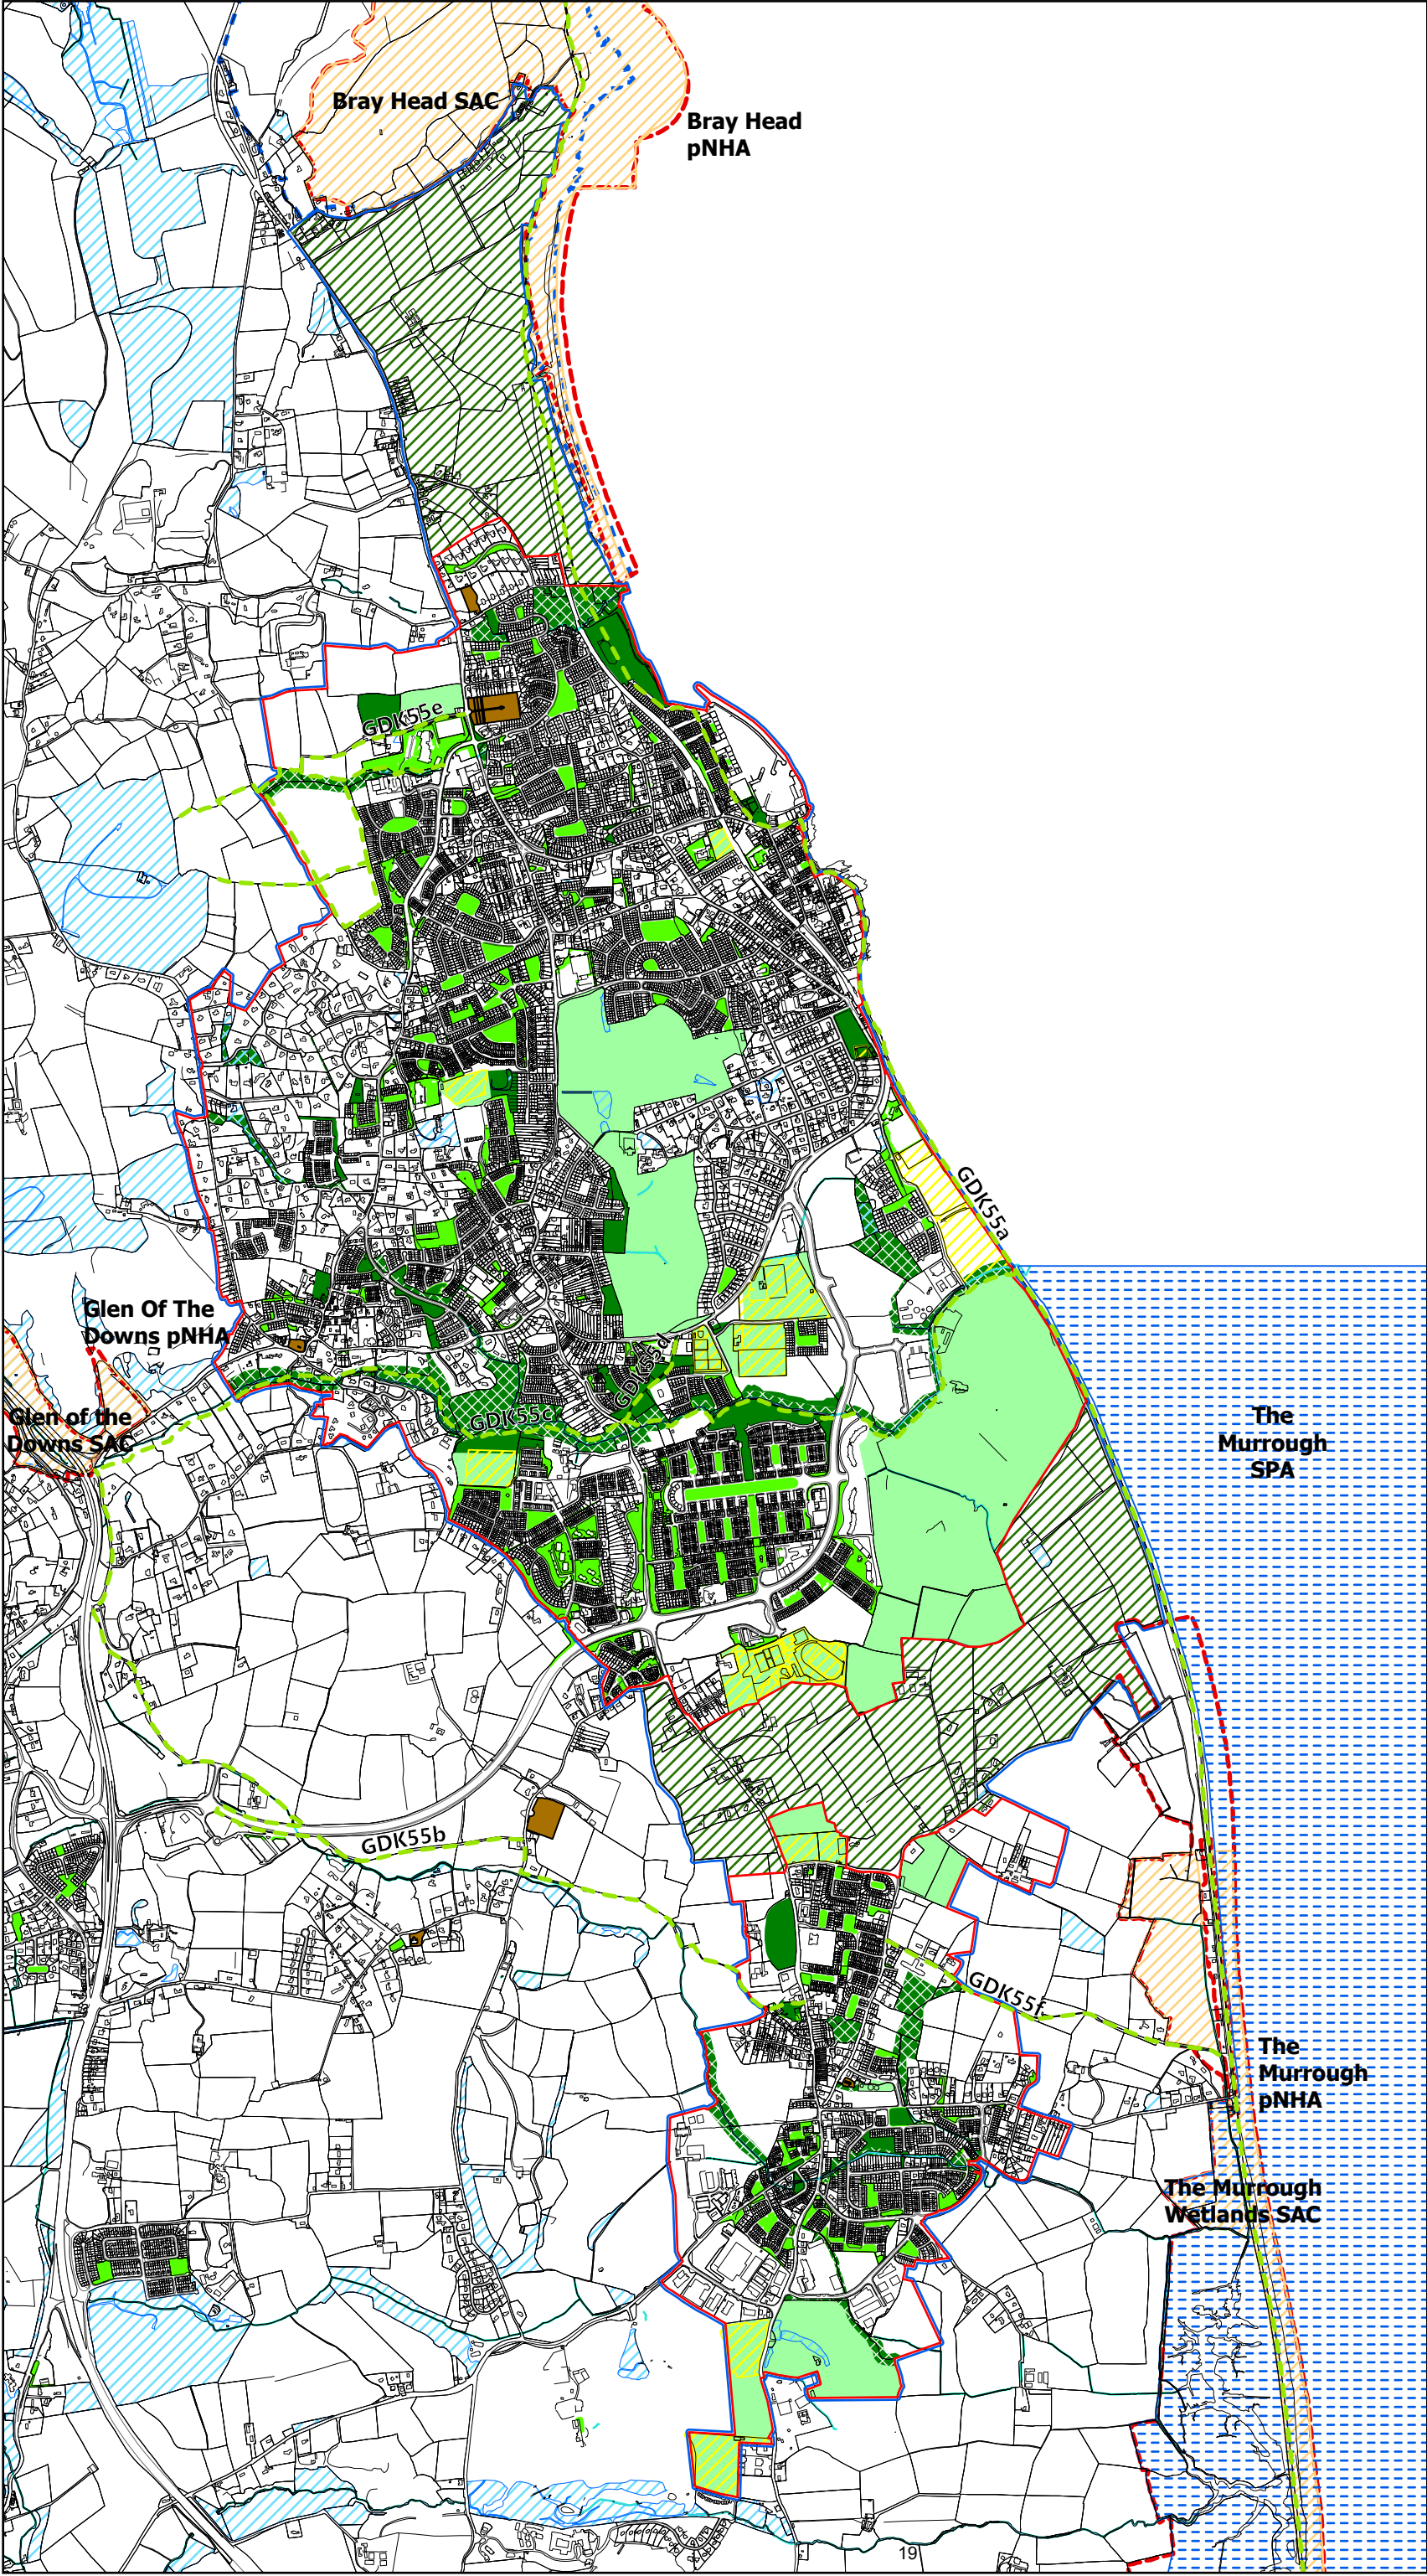 Bray Head SAC
Bray Head
pNHA
GDK55e
GDK55a
Glen Of The
Downs pNHA
GDK55d
Glen of the
Downs SAC
GDK55c
The
Murrough
SPA
GDK55b
GDK55f
The
Murrough
pNHA
The Murrough
Wetlands SAC
19